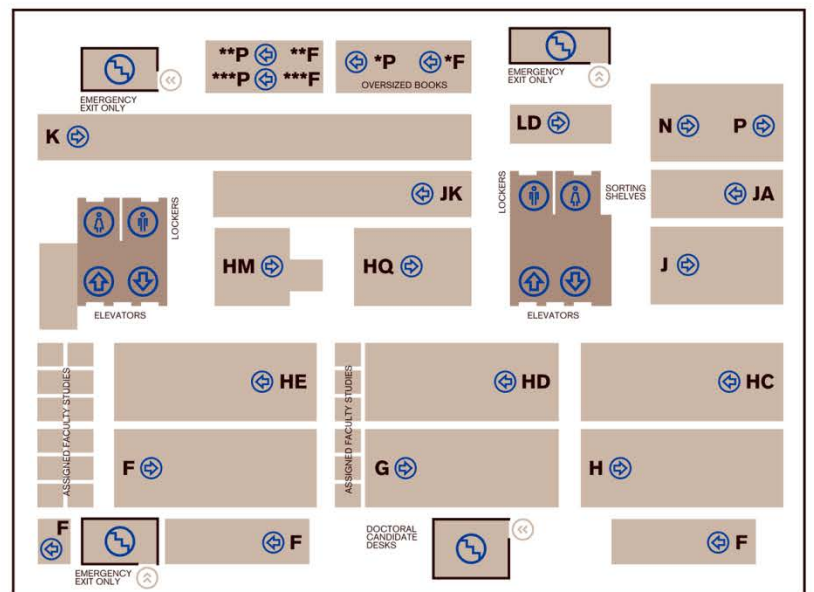 **P **F
***P ***F
*P *F
OVERSIZED BOOKS
EMERGENCY
EXIT ONLY
EMERGENCY
EXIT ONLY
K
LD
N P
JK
LOCKERS
LOCKERS
SORTING
SHELVES
JA
HM
HQ
J
ELEVATORS
ELEVATORS
ASSIGNED FACULTY STUDIES
HE
ASSIGNED FACULTY STUDIES
HD
HC
F
G
H
F
EMERGENCY
EXIT ONLY
F
DOCTORAL
CANDIDATE
DESKS
F